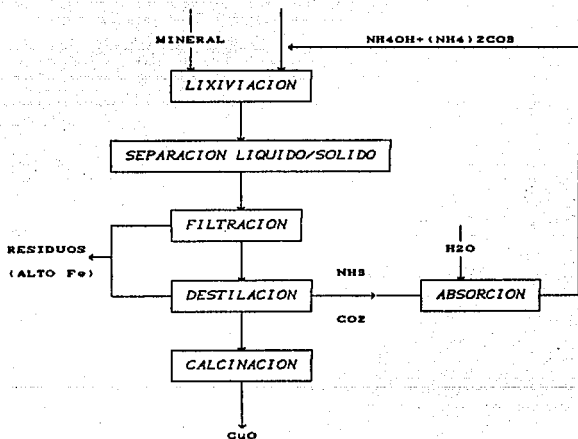 MINERAL
NH4OH+(NH4)2CO3
LIXIVIACION
SEPARACION LIQUIDO/SOLIDO
FILTRACION
RESIDUOS
(ALTO Fe)
H2O
DESTILACION
NH3
CO2
ABSORCION
CALCINACION
CuO